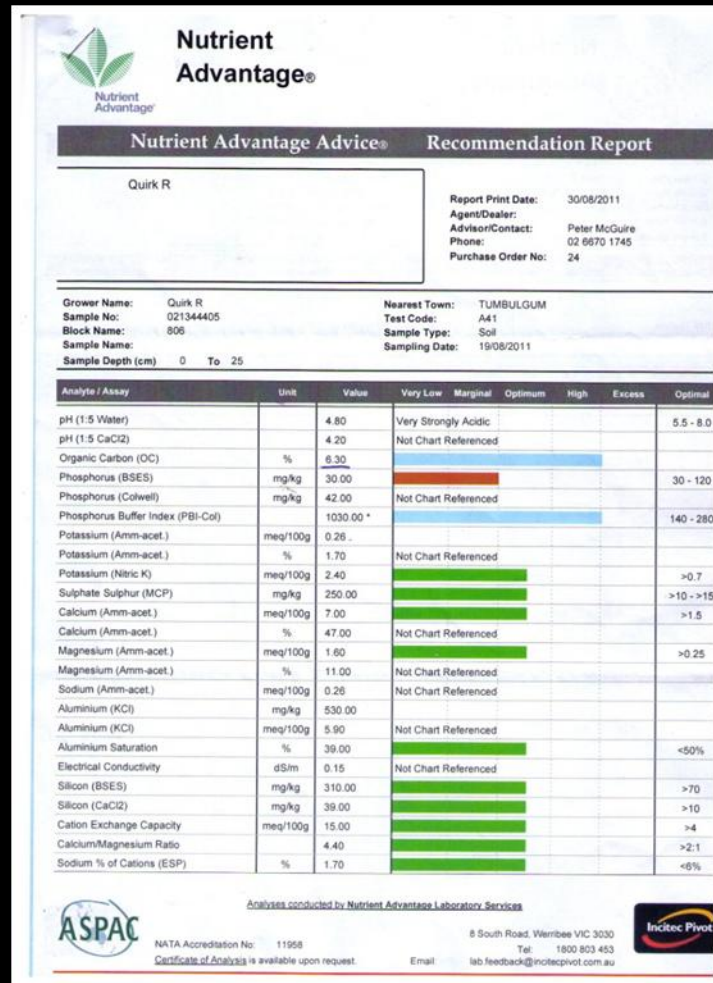 Nutrient
Advantage®
Nutrient
Advantage®
Nutrient Advantage Advice® Recommendation Report
Quirk R
Report Print Date: 30/08/2011
Agent/Dealer:
Advisor/Contact: Peter McGuire
Phone: 02 6670 1745
Purchase Order No: 24
Grower Name: Quirk R Nearest Town: TUMBULGUM
Sample No: 021344405 Test Code: A41
Block Name: 806 Sample Type: Soil
Sample Name: Sampling Date: 19/08/2011
Sample Depth (cm) 0 To 25
Analyte / Assay Unit Value Very Low Marginal Optimum High Excess Optimal
pH (1:5 Water) 4.80 Very Strongly Acidic 5.5 - 8.0
pH (1:5 CaCl2) 4.20 Not Chart Referenced
Organic Carbon (OC) % 6.30
Phosphorus (BSES) mg/kg 30.00 30 - 120
Phosphorus (Colwell) mg/kg 42.00 Not Chart Referenced
Phosphorus Buffer Index (PBI-Col) 1030.00 * 140 - 280
Potassium (Amm-acet.) meq/100g 0.26
Potassium (Amm-acet.) % 1.70 Not Chart Referenced
Potassium (Nitric K) meq/100g 2.40 >0.7
Sulphate Sulphur (MCP) mg/kg 250.00 >10 - >15
Calcium (Amm-acet.) meq/100g 7.00 >1.5
Calcium (Amm-acet.) % 47.00 Not Chart Referenced
Magnesium (Amm-acet.) meq/100g 1.60 >0.25
Magnesium (Amm-acet.) % 11.00 Not Chart Referenced
Sodium (Amm-acet.) meq/100g 0.26 Not Chart Referenced
Aluminium (KCl) mg/kg 530.00
Aluminium (KCl) meq/100g 5.90 Not Chart Referenced
Aluminium Saturation % 39.00 <50%
Electrical Conductivity dS/m 0.15 Not Chart Referenced
Silicon (BSES) mg/kg 310.00 >70
Silicon (CaCl2) mg/kg 39.00 >10
Cation Exchange Capacity meq/100g 15.00 >4
Calcium/Magnesium Ratio 4.40 >2:1
Sodium % of Cations (ESP) % 1.70 <6%
Analyses conducted by Nutrient Advantage Laboratory Services
ASPAC
NATA Accreditation No: 11958
Certificate of Analysis is available upon request.
8 South Road, Werribee VIC 3030
Tel: 1800 803 453
Email: lab.feedback@incitecpivot.com.au
Incitec Pivot